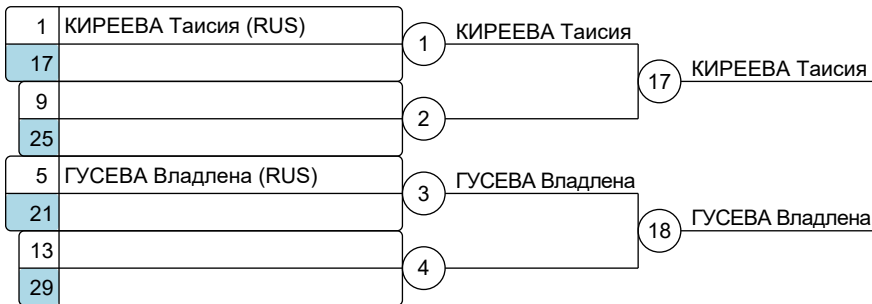 1 КИРЕЕВА Таисия (RUS)
17
1 КИРЕЕВА Таисия
17 КИРЕЕВА Таисия
9
25
2
5 ГУСЕВА Владлена (RUS)
21
3 ГУСЕВА Владлена
18 ГУСЕВА Владлена
13
29
4